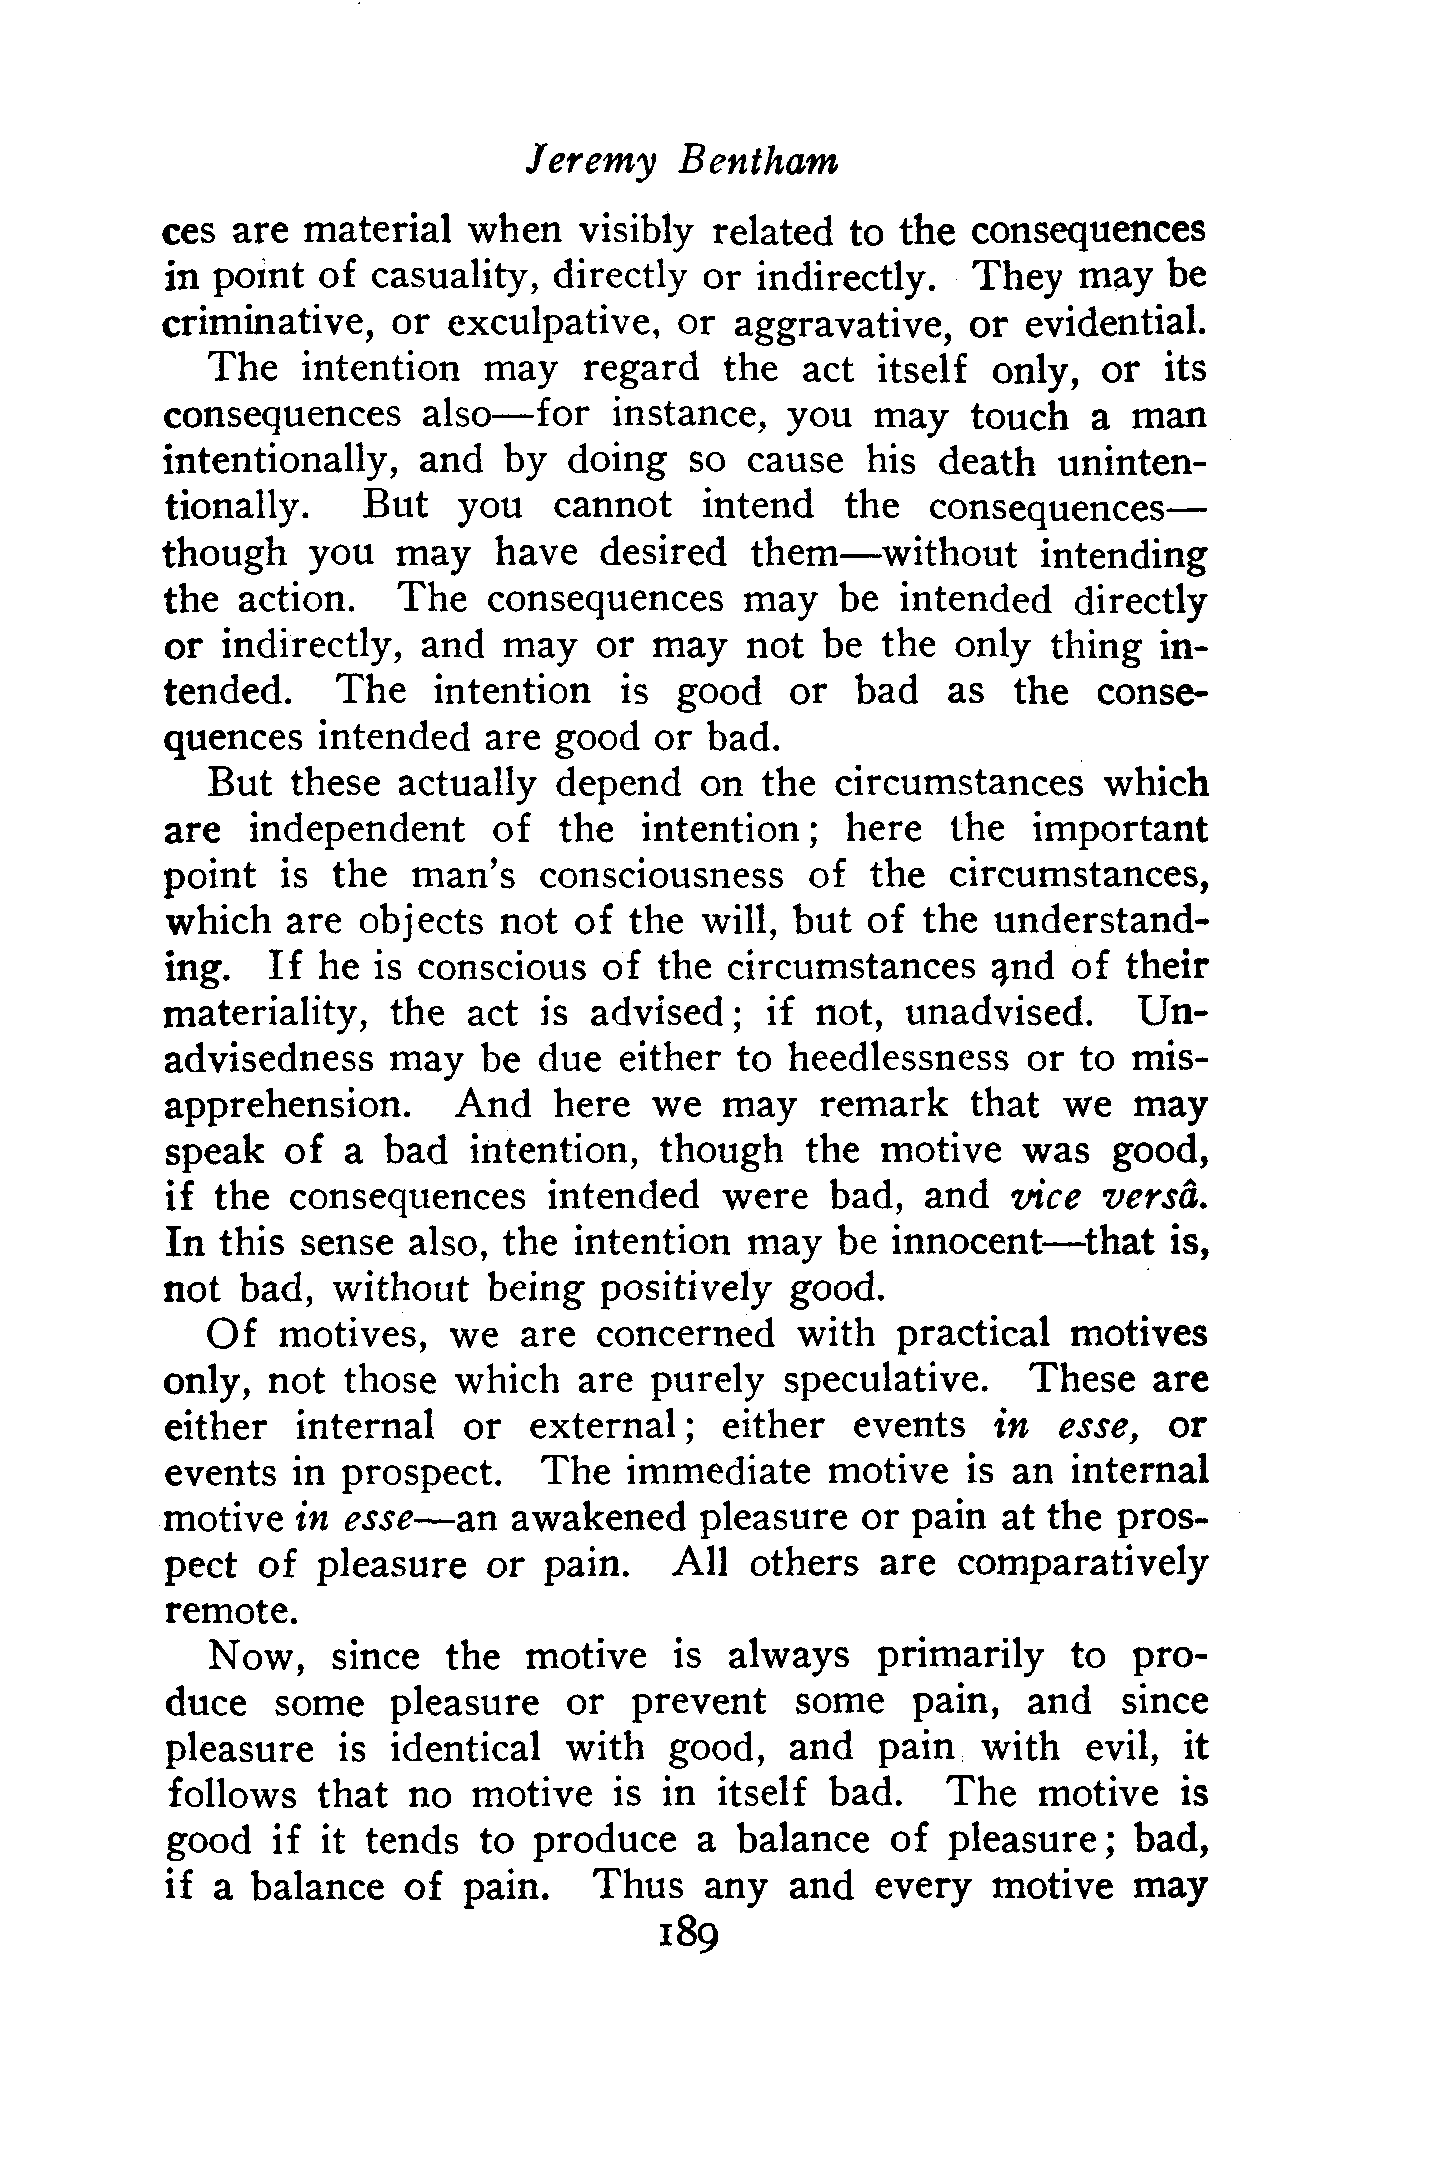 Jeremy Bentham
ces are material when visibly related to the consequences
in point of casuality, directly or indirectly. They may be
criminative, or exculpative, or aggravative, or evidential.
The intention may regard the act itself only, or its
consequences also—for instance, you may touch a man
intentionally, and by doing so cause his death uninten-
tionally. But you cannot intend the consequences—
though you may have desired them—without intending
the action. The consequences may be intended directly
or indirectly, and may or may not be the only thing in-
tended. The intention is good or bad as the conse-
quences intended are good or bad.
But these actually depend on the circumstances which
are independent of the intention; here the important
point is the man's consciousness of the circumstances,
which are objects not of the will, but of the understand-
ing. If he is conscious of the circumstances and of their
materiality, the act is advised; if not, unadvised. Un-
advisedness may be due either to heedlessness or to mis-
apprehension. And here we may remark that we may
speak of a bad intention, though the motive was good,
if the consequences intended were bad, and vice versâ.
In this sense also, the intention may be innocent—that is,
not bad, without being positively good.
Of motives, we are concerned with practical motives
only, not those which are purely speculative. These are
either internal or external; either events in esse, or
events in prospect. The immediate motive is an internal
motive in esse—an awakened pleasure or pain at the pros-
pect of pleasure or pain. All others are comparatively
remote.
Now, since the motive is always primarily to pro-
duce some pleasure or prevent some pain, and since
pleasure is identical with good, and pain with evil, it
follows that no motive is in itself bad. The motive is
good if it tends to produce a balance of pleasure; bad,
if a balance of pain. Thus any and every motive may
189